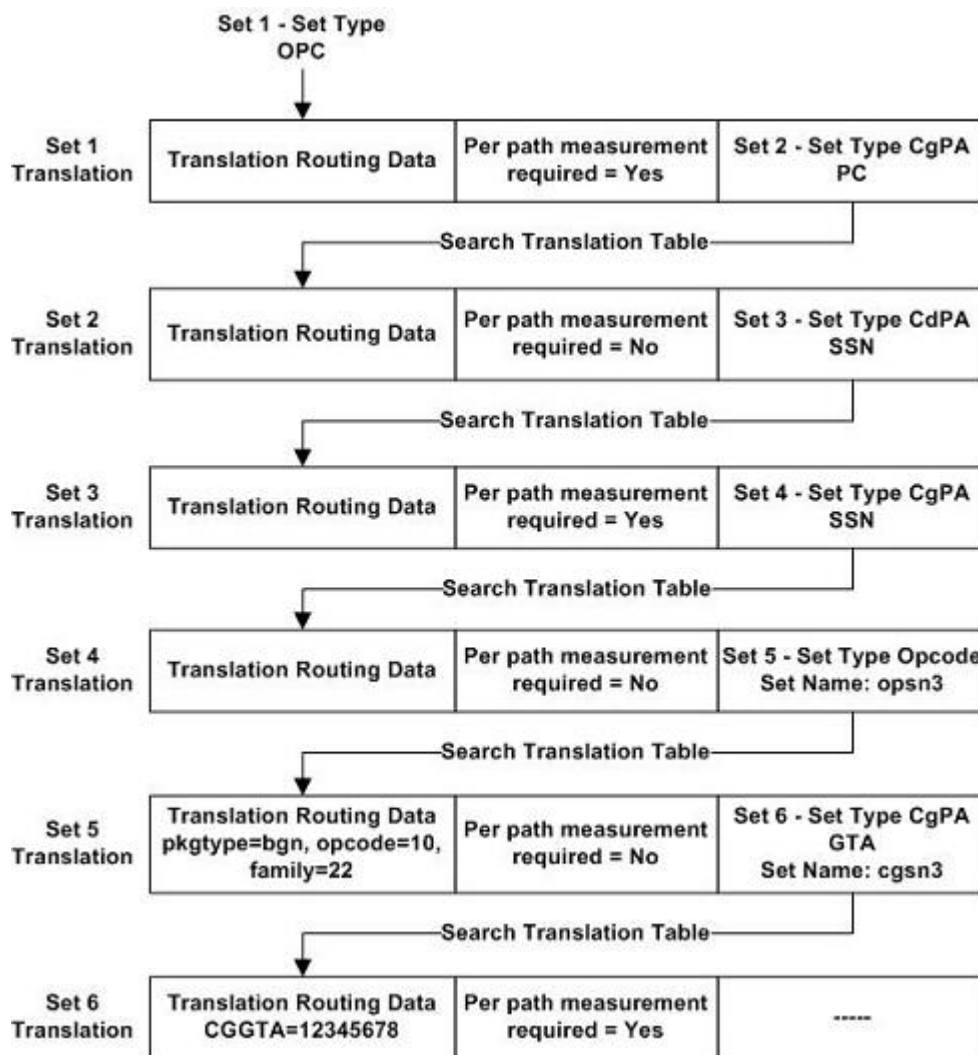 Set 1 - Set Type
OPC
Set 1
Translation
Translation Routing Data
Per path measurement
required = Yes
Set 2 - Set Type CgPA
PC
Search Translation Table
Set 2
Translation
Translation Routing Data
Per path measurement
required = No
Set 3 - Set Type CdPA
SSN
Search Translation Table
Set 3
Translation
Translation Routing Data
Per path measurement
required = Yes
Set 4 - Set Type CgPA
SSN
Search Translation Table
Set 4
Translation
Translation Routing Data
Per path measurement
required = No
Set 5 - Set Type Opcode
Set Name: opsn3
Search Translation Table
Set 5
Translation
Translation Routing Data
pkgtype=bgn, opcode=10,
family=22
Per path measurement
required = No
Set 6 - Set Type CgPA
GTA
Set Name: cgsn3
Search Translation Table
Set 6
Translation
Translation Routing Data
CGGTA=12345678
Per path measurement
required = Yes
-----